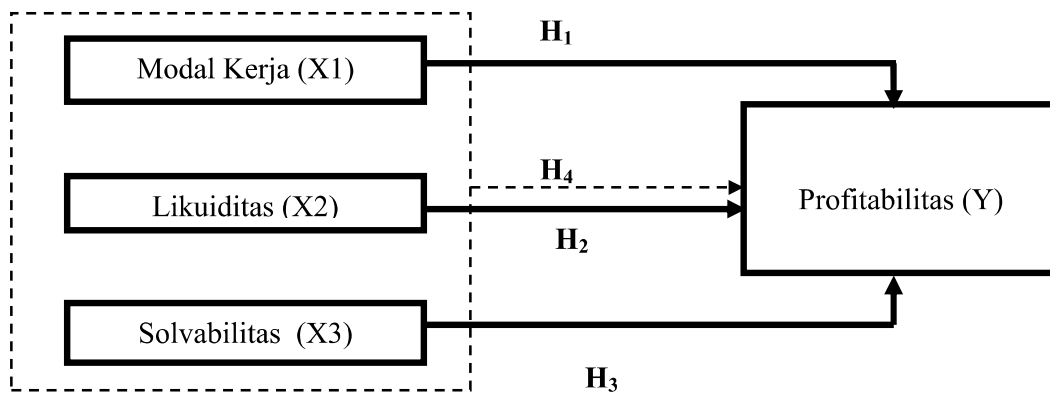 H₁
Modal Kerja (X1)
H₄
Likuiditas (X2)
Profitabilitas (Y)
H₂
Solvabilitas (X3)
H₃